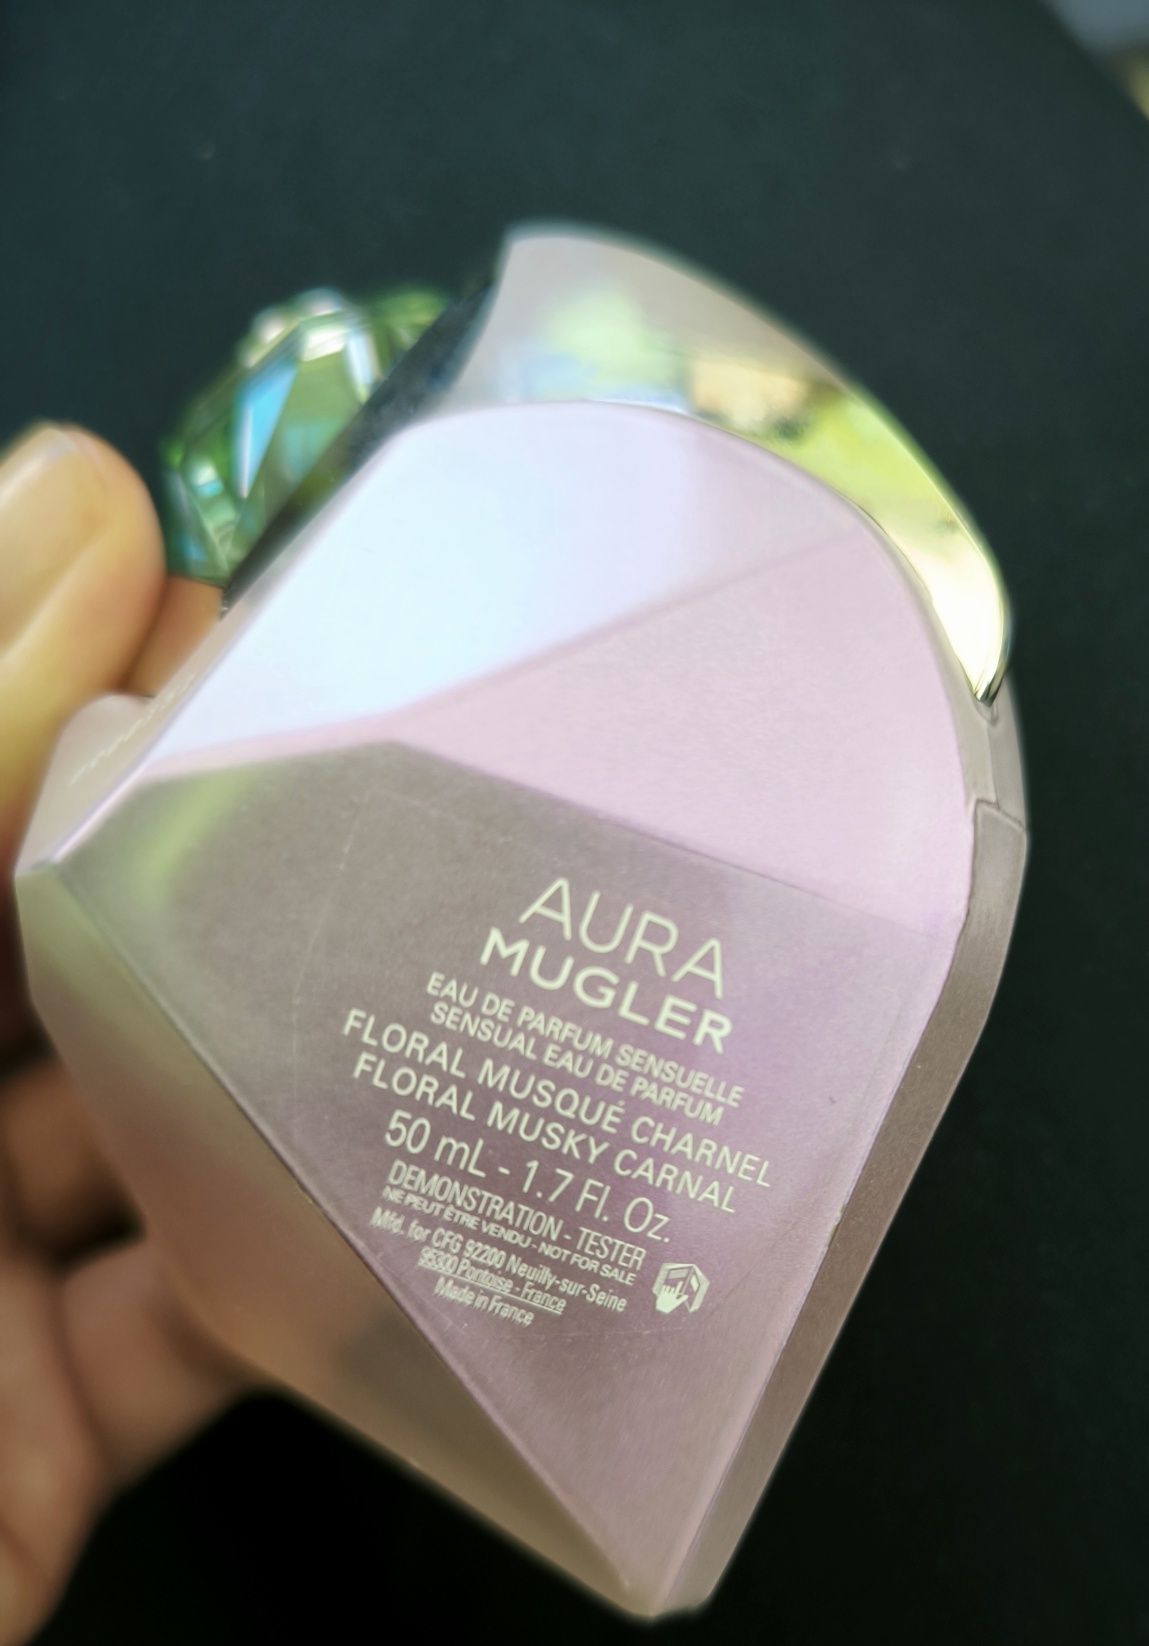 AURA
MUGLER
EAU DE PARFUM SENSUELLE
SENSUAL EAU DE PARFUM
FLORAL MUSQUÉ CHARNEL
FLORAL MUSKY CARNAL
50 mL - 1.7 Fl. Oz.
DEMONSTRATION - TESTER
NE PEUT ÊTRE VENDU - NOT FOR SALE
Mfd. for CFG 92200 Neuilly-sur-Seine
95300 Pontoise - France
Made in France